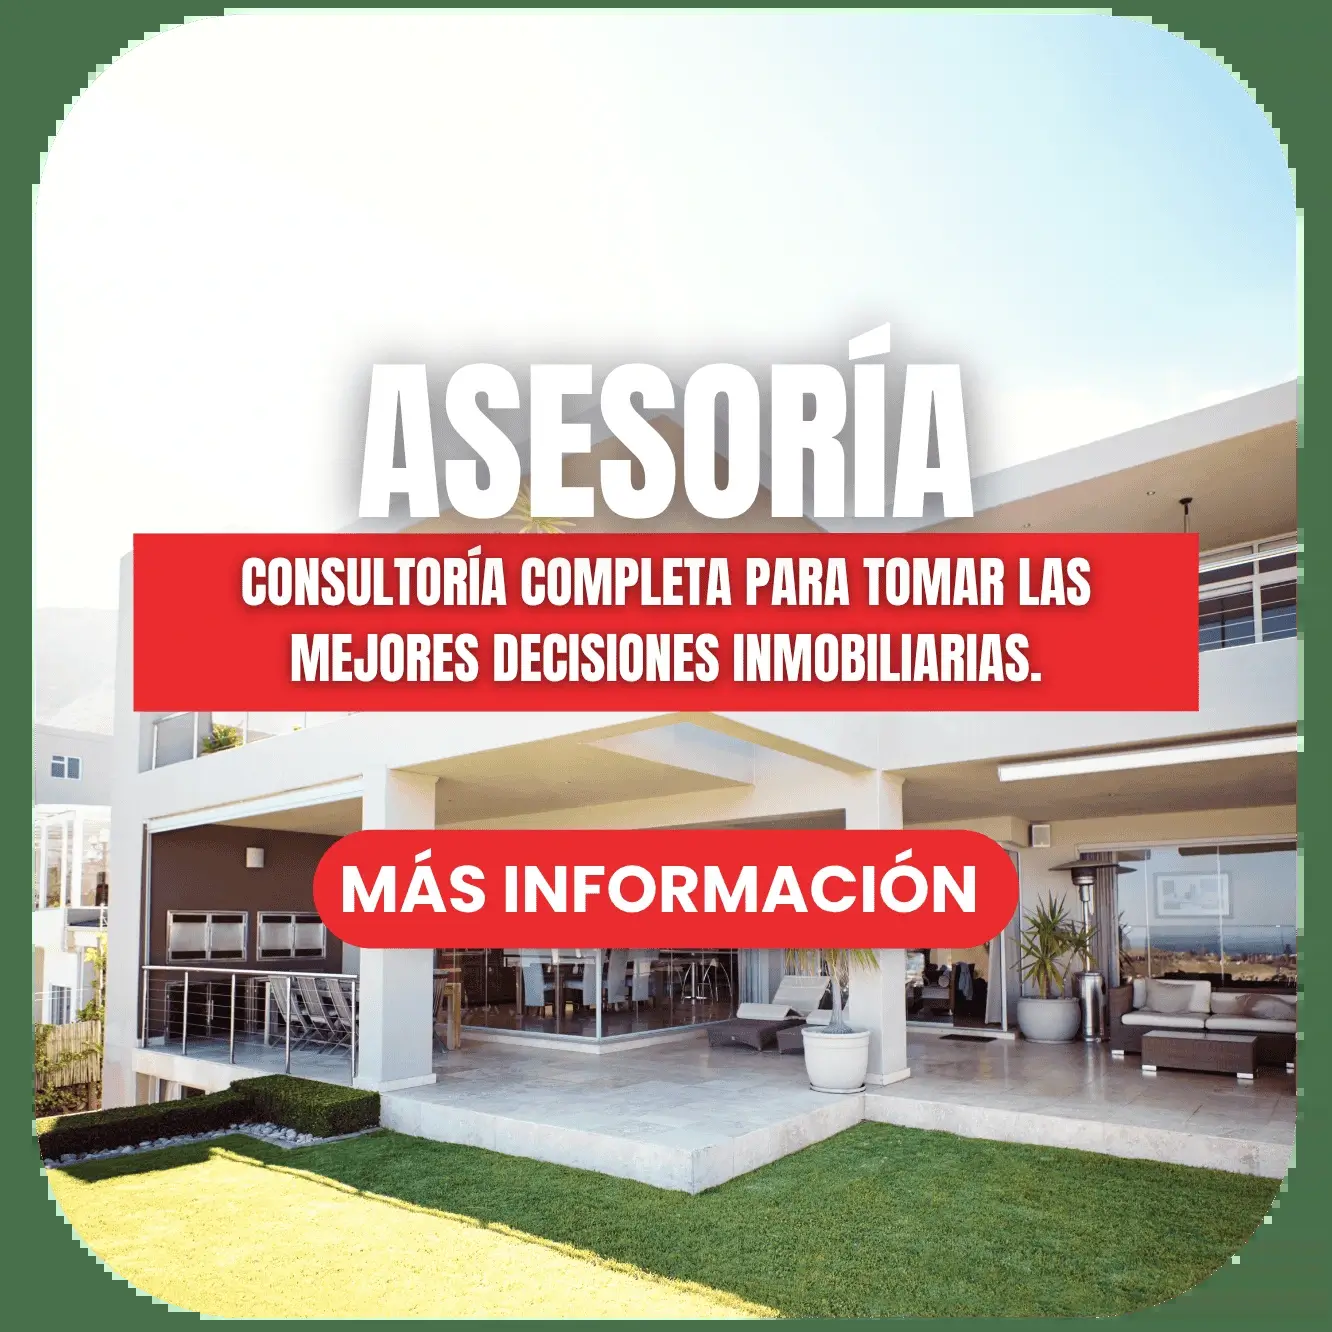 ASESORÍA
CONSULTORÍA COMPLETA PARA TOMAR LAS
MEJORES DECISIONES INMOBILIARIAS.
MÁS INFORMACIÓN